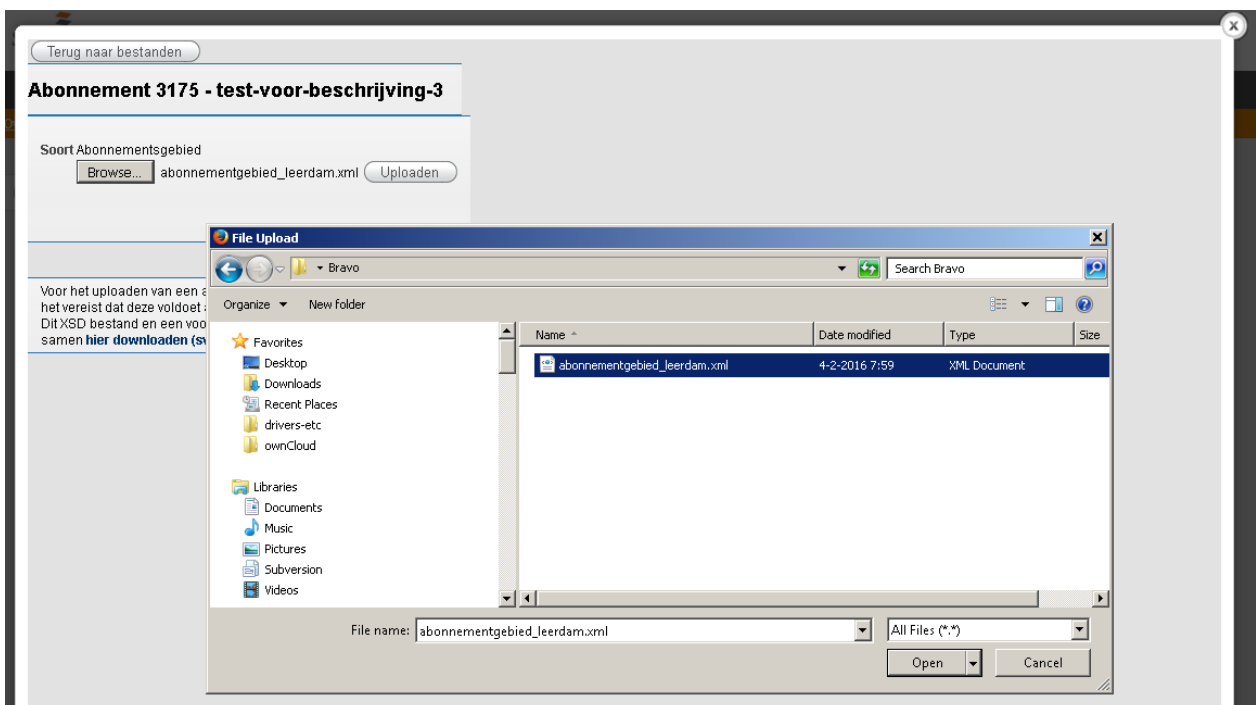 Terug naar bestanden
Abonnement 3175 - test-voor-beschrijving-3
Soort Abonnementsgebied
Browse... abonnementgebied_leerdam.xml Uploaden
File Upload
Bravo
Search Bravo
Organize New folder
Voor het uploaden van een
het vereist dat deze voldoet
Dit XSD bestand en een voo
samen hier downloaden (sv
Favorites
Desktop
Downloads
Recent Places
drivers-etc
ownCloud
Libraries
Documents
Music
Pictures
Subversion
Videos
Name Date modified Type Size
abonnementgebied_leerdam.xml 4-2-2016 7:59 XML Document
File name: abonnementgebied_leerdam.xml All Files (*.*)
Open Cancel